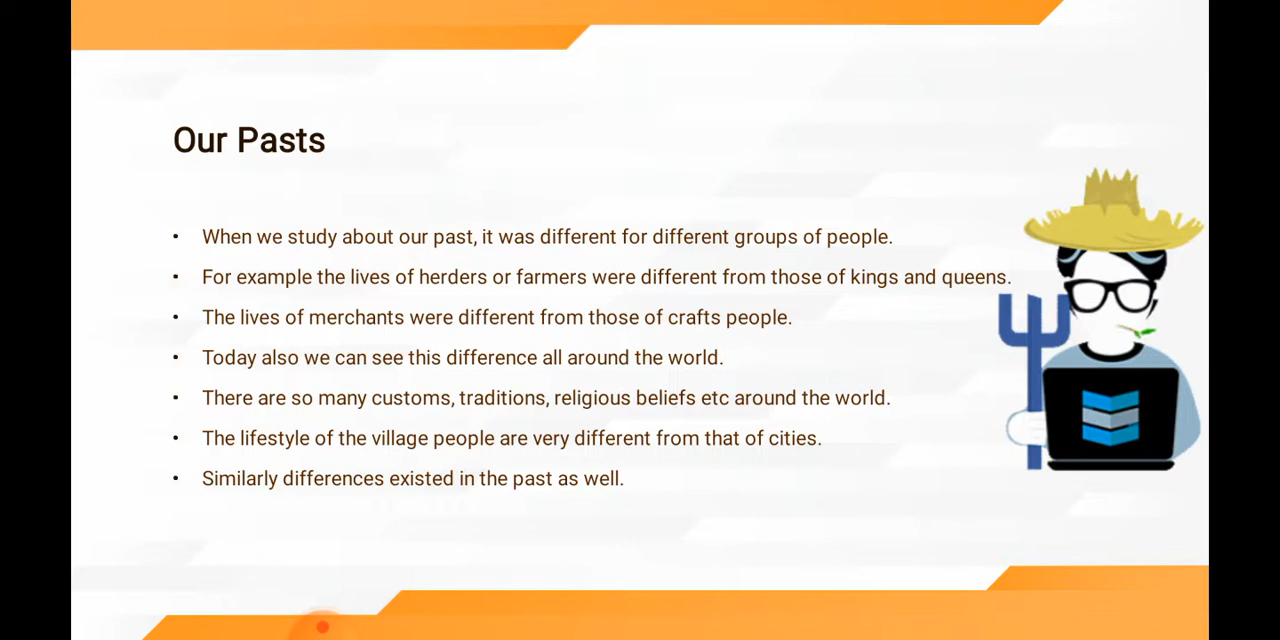 Our Pasts
• When we study about our past, it was different for different groups of people.
• For example the lives of herders or farmers were different from those of kings and queens.
• The lives of merchants were different from those of crafts people.
• Today also we can see this difference all around the world.
• There are so many customs, traditions, religious beliefs etc around the world.
• The lifestyle of the village people are very different from that of cities.
• Similarly differences existed in the past as well.